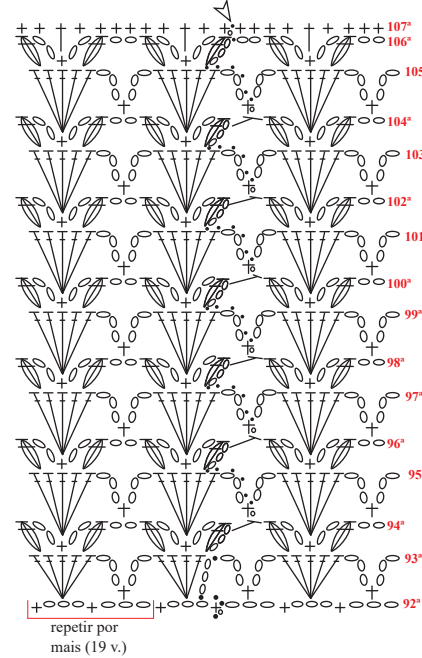 107ª
106ª
105
104ª
103
102ª
101
100ª
99ª
98ª
97ª
96ª
95
94ª
93ª
92ª
repetir por
mais (19 v.)